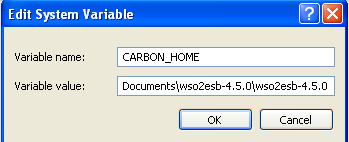 Edit System Variable
Variable name: CARBON_HOME
Variable value: Documents\wso2esb-4.5.0\wso2esb-4.5.0
OK Cancel